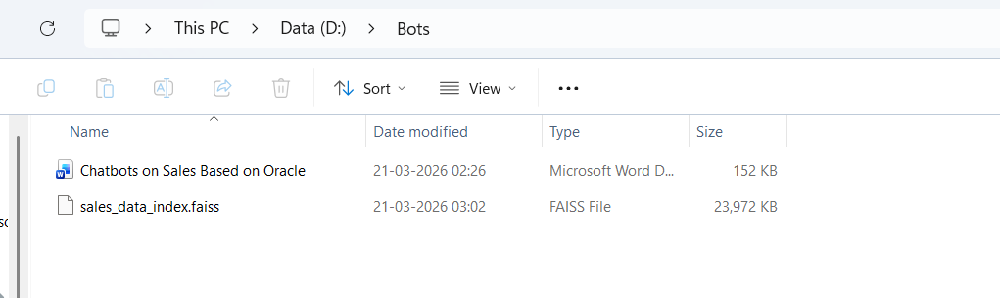 This PC > Data (D:) > Bots
Sort View
Name Date modified Type Size
Chatbots on Sales Based on Oracle 21-03-2026 02:26 Microsoft Word D... 152 KB
sales_data_index.faiss 21-03-2026 03:02 FAISS File 23,972 KB